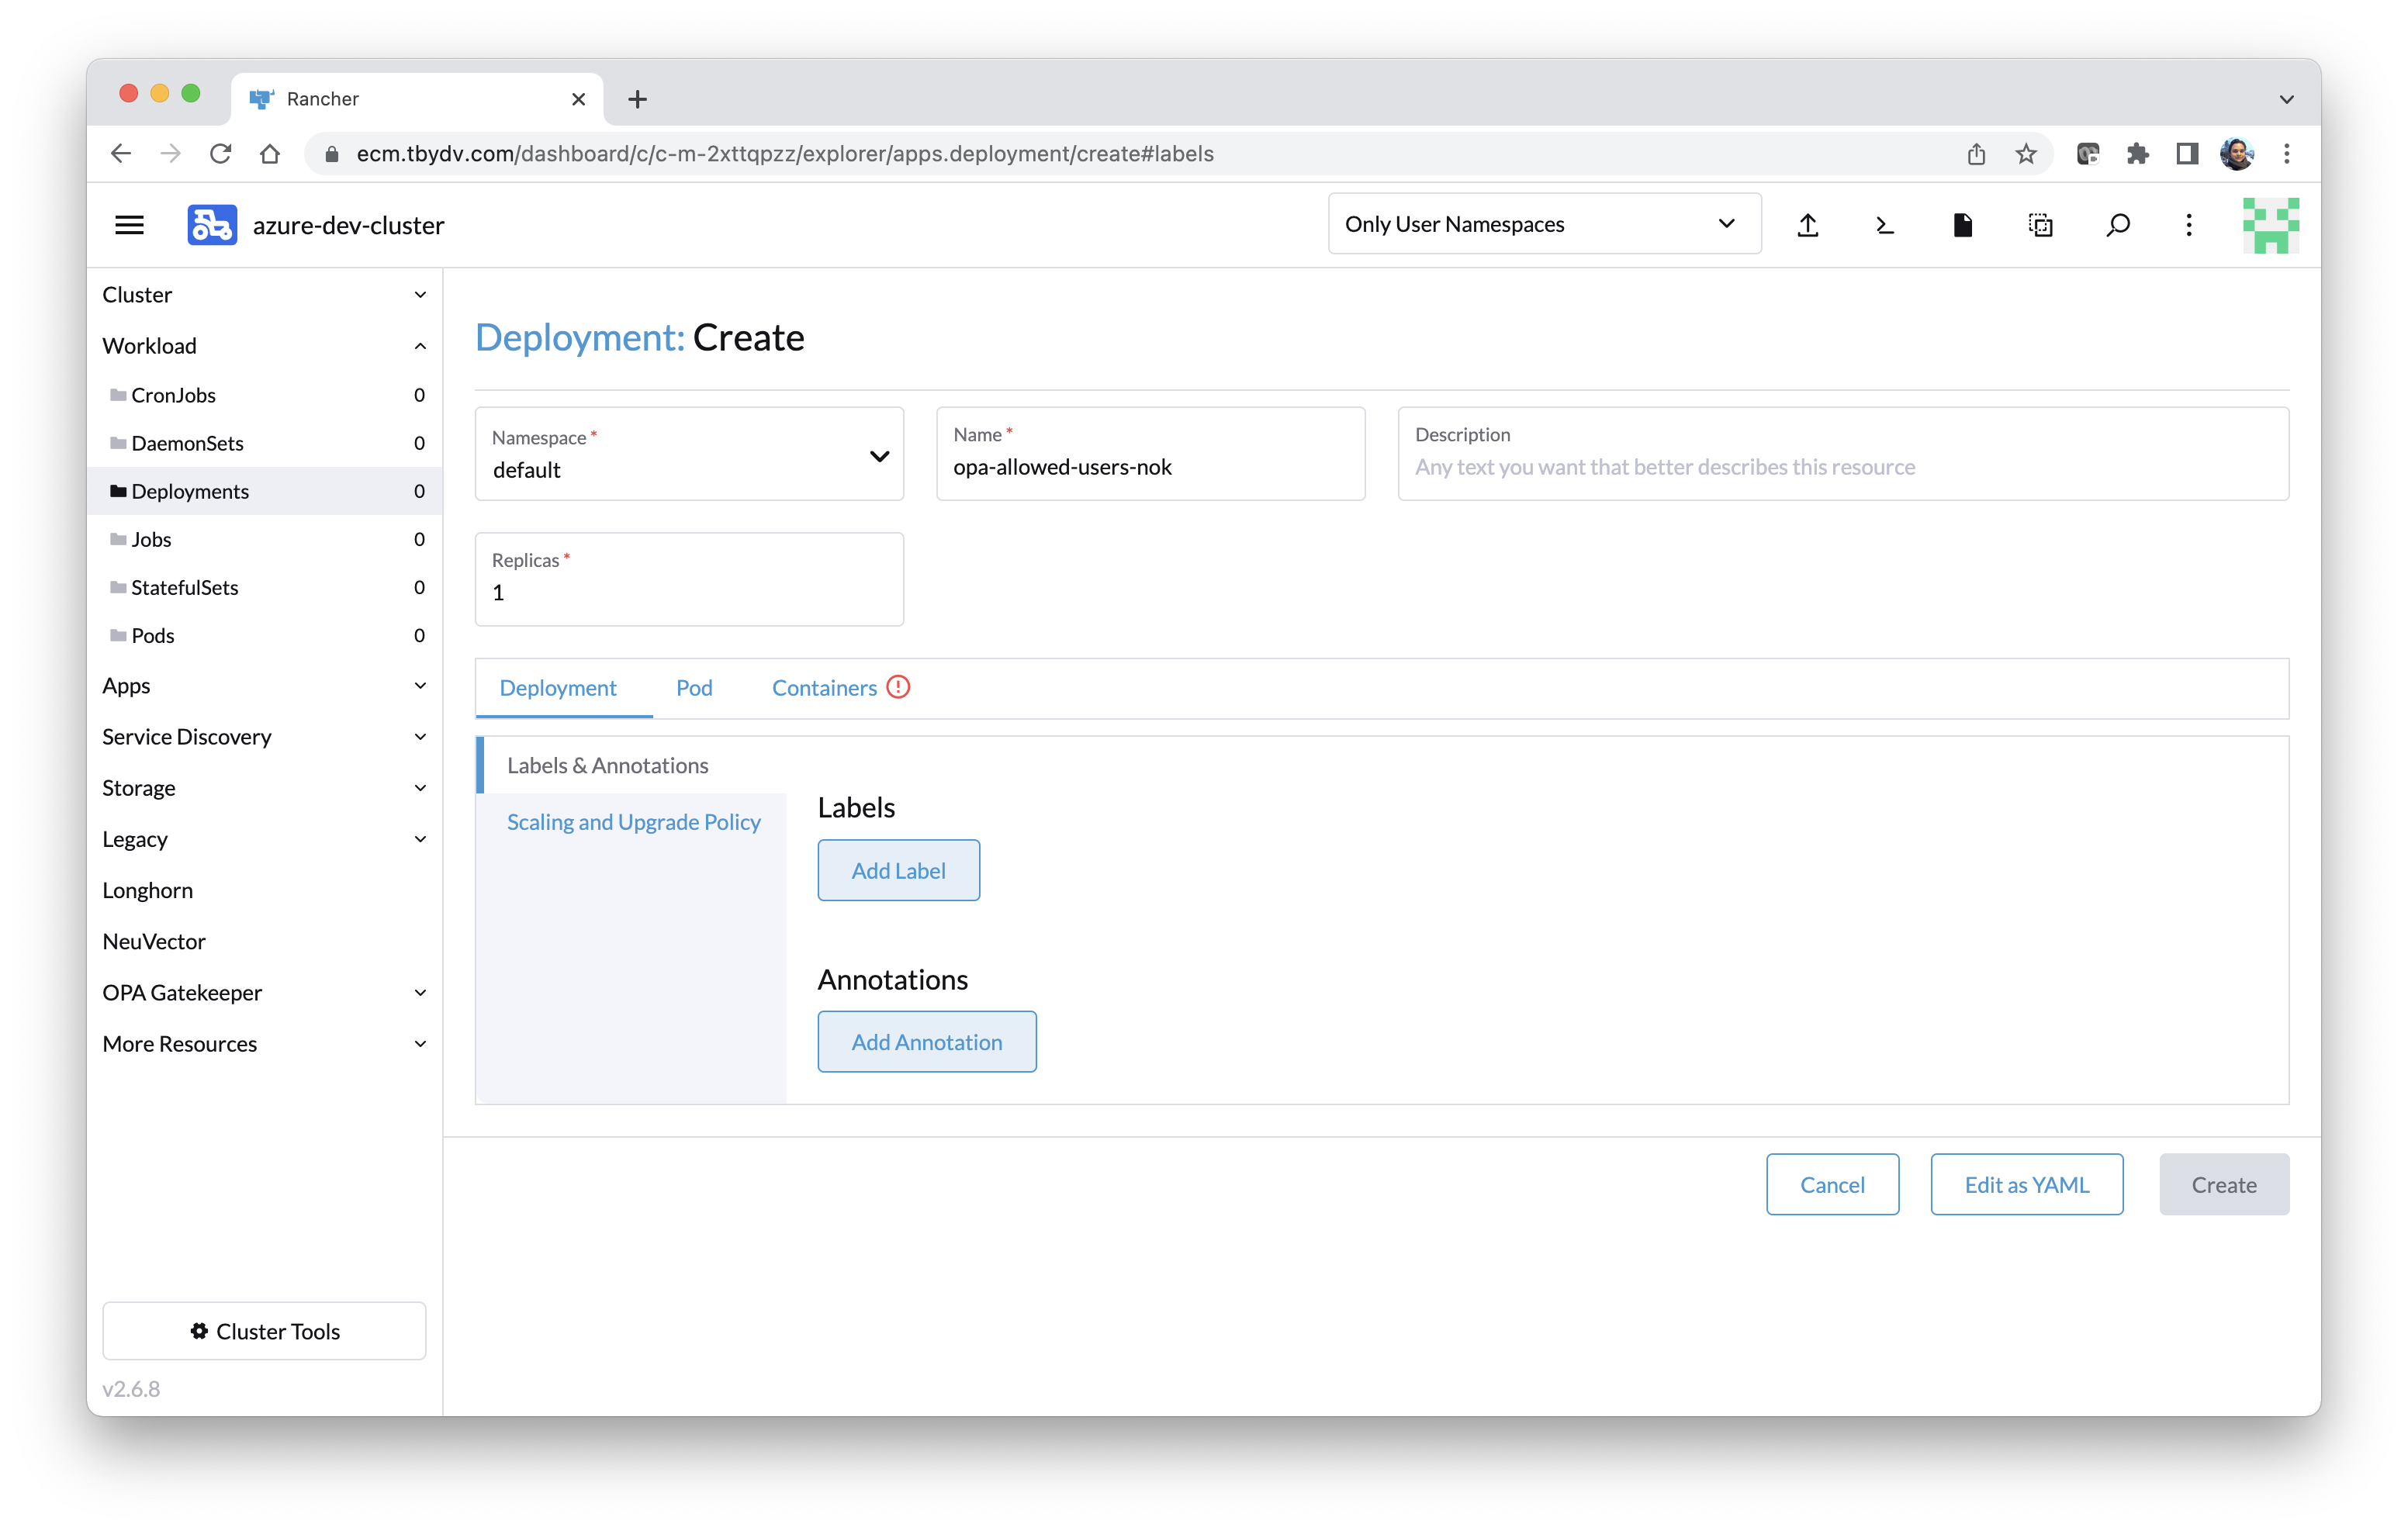 Rancher
ecm.tbydv.com/dashboard/c/c-m-2xttqpzz/explorer/apps.deployment/create#labels
azure-dev-cluster
Only User Namespaces
Cluster
Workload
CronJobs 0
DaemonSets 0
Deployments 0
Jobs 0
StatefulSets 0
Pods 0
Apps
Service Discovery
Storage
Legacy
Longhorn
NeuVector
OPA Gatekeeper
More Resources
Cluster Tools
v2.6.8
Deployment: Create
Namespace *
default
Name *
opa-allowed-users-nok
Description
Any text you want that better describes this resource
Replicas *
1
Deployment Pod Containers
Labels & Annotations
Scaling and Upgrade Policy
Labels
Add Label
Annotations
Add Annotation
Cancel Edit as YAML Create